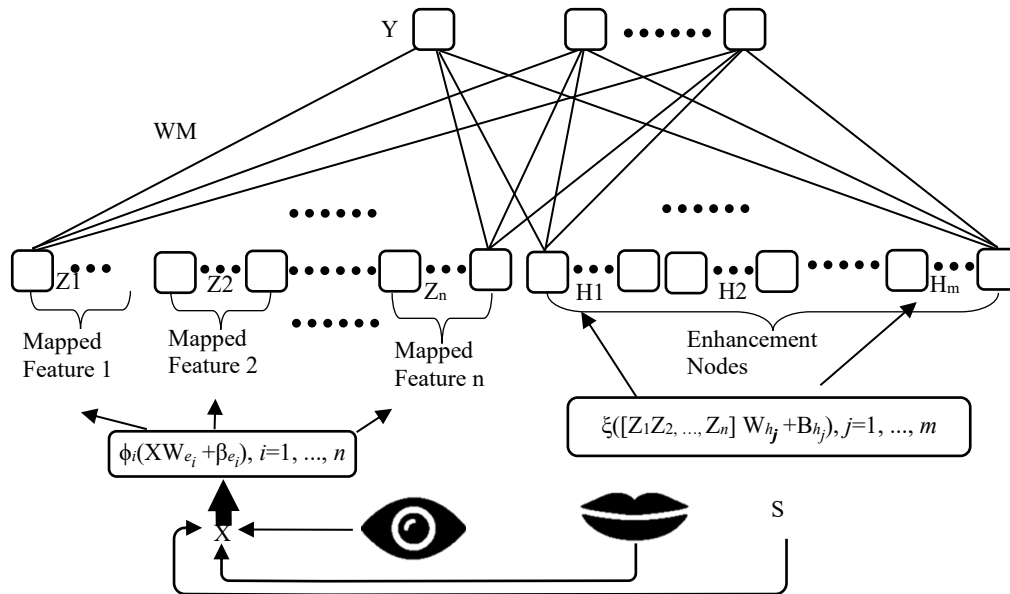 Y
WM
Z1 Z2 Zn H1 H2 Hm
Mapped Feature 1
Mapped Feature 2
Mapped Feature n
Enhancement Nodes
ξ([Z1Z2, ..., Zn] Whj +Bhj), j=1, ..., m
ϕi(XWei +βei), i=1, ..., n
X
S